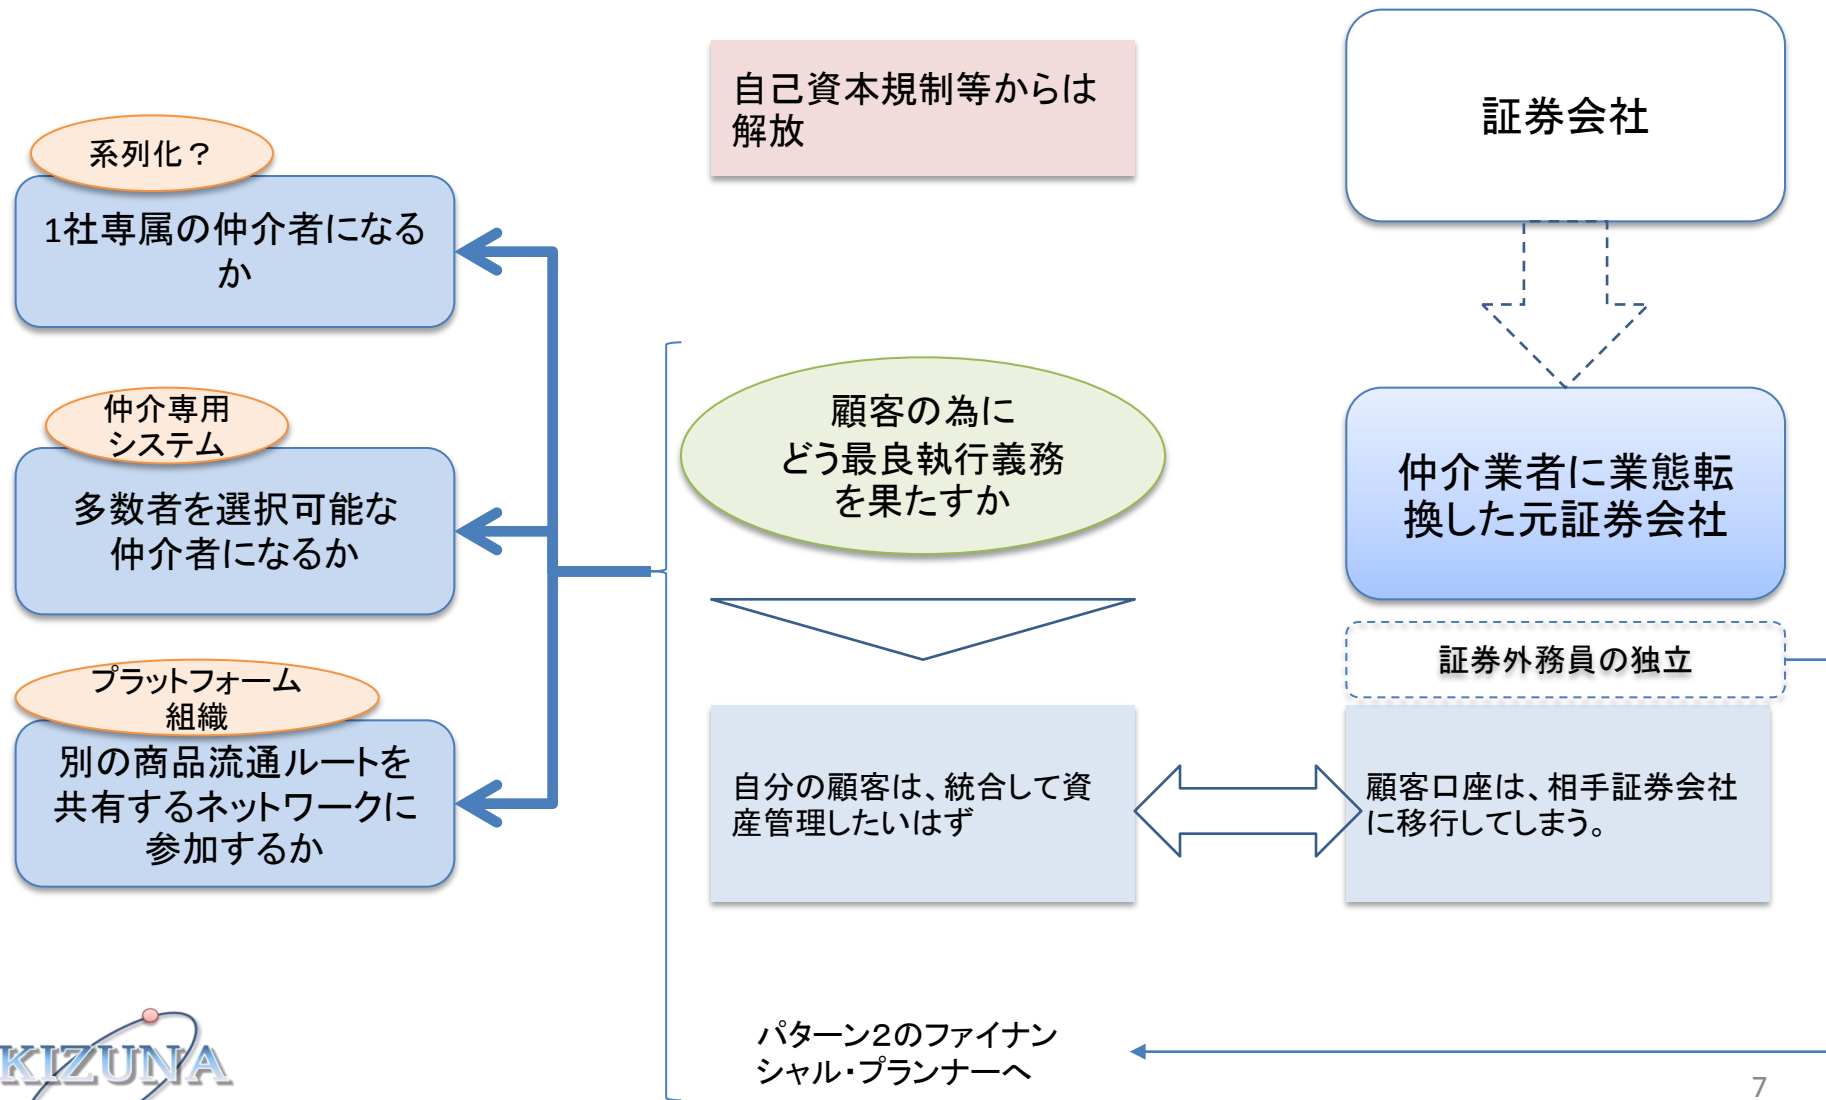 自己資本規制等からは
解放
証券会社
系列化？
1社専属の仲介者になる
か
仲介専用
システム
多数者を選択可能な
仲介者になるか
プラットフォーム
組織
別の商品流通ルートを
共有するネットワークに
参加するか
顧客の為に
どう最良執行義務
を果たすか
仲介業者に業態転
換した元証券会社
証券外務員の独立
自分の顧客は、統合して資
産管理したいはず
顧客口座は、相手証券会社
に移行してしまう。
パターン２のファイナン
シャル・プランナーへ
KIZUNA
7